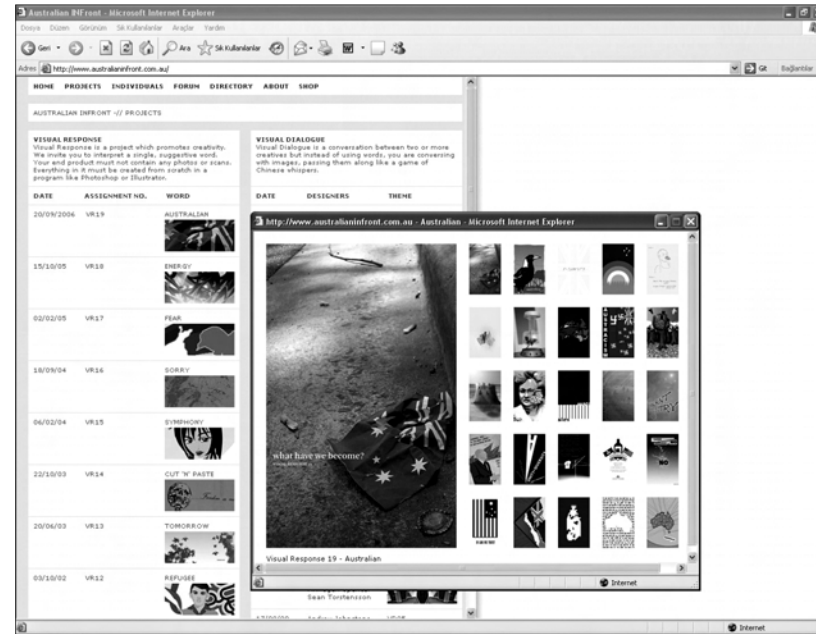 Australian INFront - Microsoft Internet Explorer
Dosya Düzen Görünüm Sık Kullanılanlar Araçlar Yardım
Geri Ara Sık Kullanılanlar
Adres http://www.australianinfront.com.au/ Git Bağlantılar
HOME PROJECTS INDIVIDUALS FORUM DIRECTORY ABOUT SHOP
AUSTRALIAN INFRONT -// PROJECTS
VISUAL RESPONSE
Visual Response is a project which promotes creativity.
We invite you to interpret a single, suggestive word.
Your end product must not contain any photos or scans.
Everything in it must be created from scratch in a
program like Photoshop or Illustrator.
DATE ASSIGNMENT NO. WORD
20/09/2006 VR19 AUSTRALIAN
15/10/05 VR18 ENERGY
02/02/05 VR17 FEAR
18/09/04 VR16 SORRY
06/02/04 VR15 SYMPHONY
22/10/03 VR14 CUT 'N' PASTE
20/06/03 VR13 TOMORROW
03/10/02 VR12 REFUGEE
VISUAL DIALOGUE
Visual Dialogue is a conversation between two or more
creatives but instead of using words, you are conversing
with images, passing them along like a game of
Chinese whispers.
DATE DESIGNERS THEME
http://www.australianinfront.com.au - Australian - Microsoft Internet Explorer
what have we become?
Visual Response 19 - Australian
Internet
Sean Torstensson
Internet